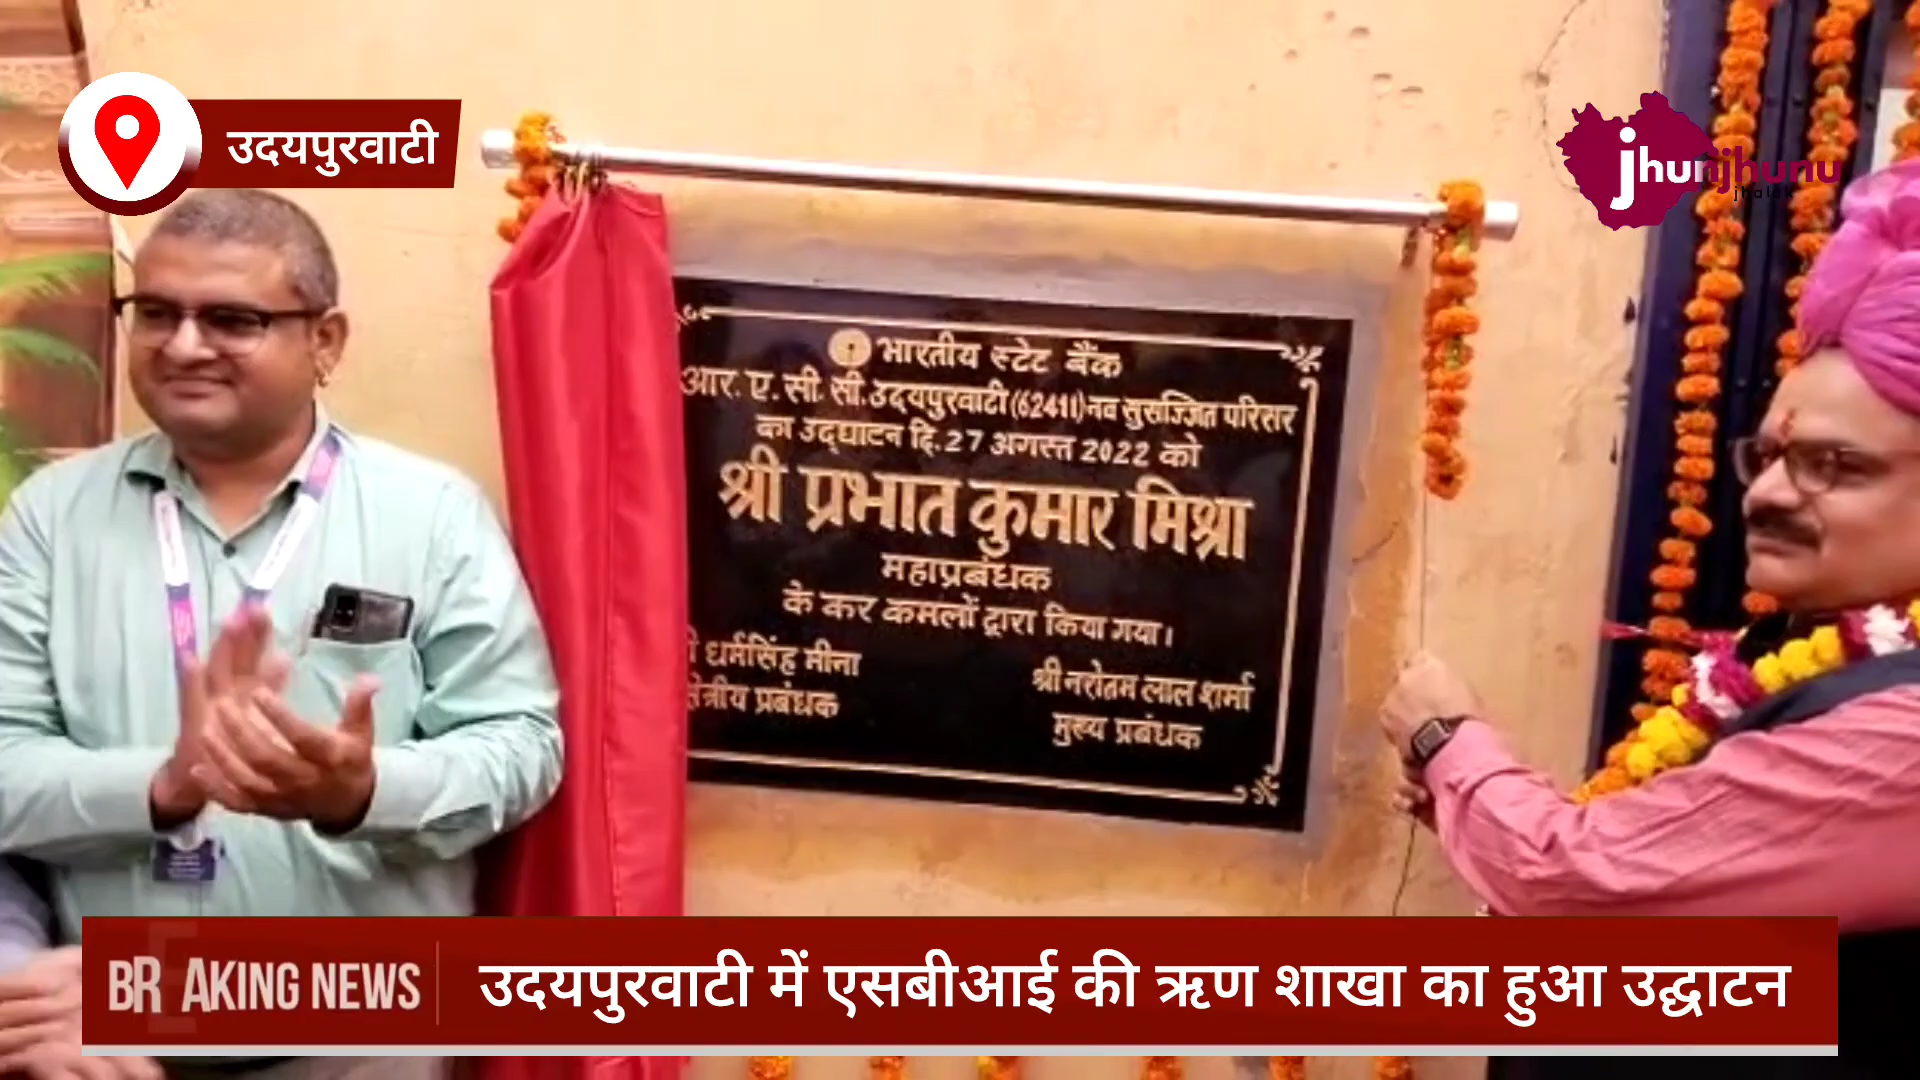 उदयपुरवाटी
jhunjhunu
jhalak
भारतीय स्टेट बैंक
आर. ए. सी. सी. उदयपुरवाटी (62411) नव सुसज्जित परिसर
का उद्घाटन दि. 27 अगस्त 2022 को
श्री प्रभात कुमार मिश्रा
महाप्रबंधक
के कर कमलों द्वारा किया गया।
धर्मसिंह मीना
प्रबंधक
श्री नरोतम लाल शर्मा
मुख्य प्रबंधक
BREAKING NEWS
उदयपुरवाटी में एसबीआई की ऋण शाखा का हुआ उद्घाटन